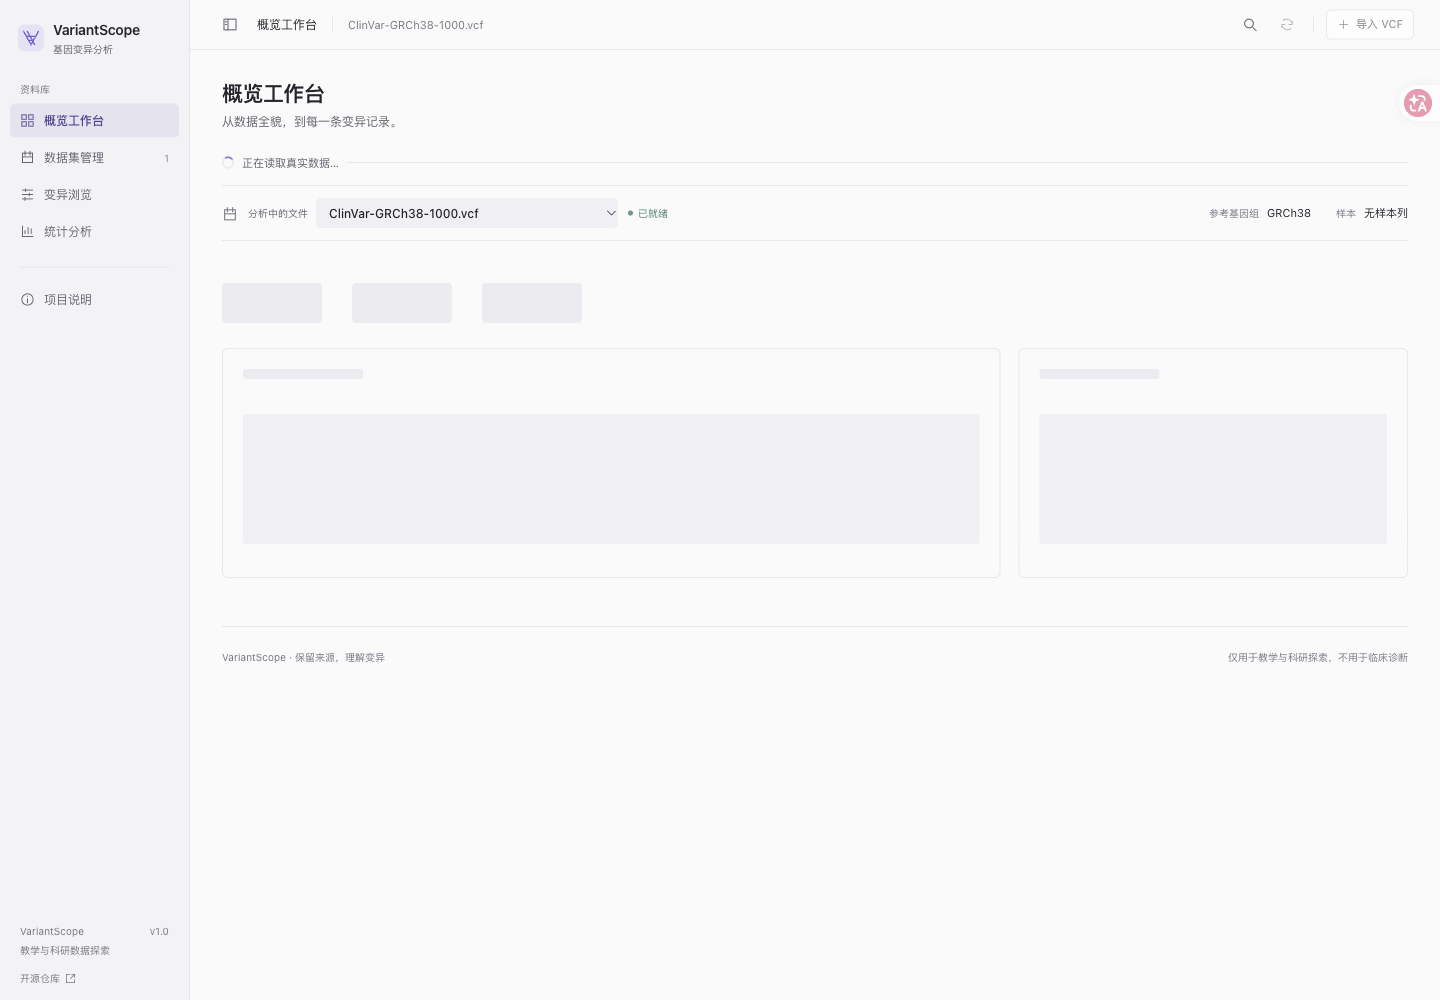 VariantScope
基因变异分析
资料库
概览工作台
数据集管理 1
变异浏览
统计分析
项目说明
VariantScope v1.0
教学与科研数据探索
开源仓库
概览工作台 ClinVar-GRCh38-1000.vcf 导入 VCF
概览工作台
从数据全貌，到每一条变异记录。
正在读取真实数据...
分析中的文件 ClinVar-GRCh38-1000.vcf 已就绪 参考基因组 GRCh38 样本 无样本列
VariantScope · 保留来源，理解变异 仅用于教学与科研探索，不用于临床诊断